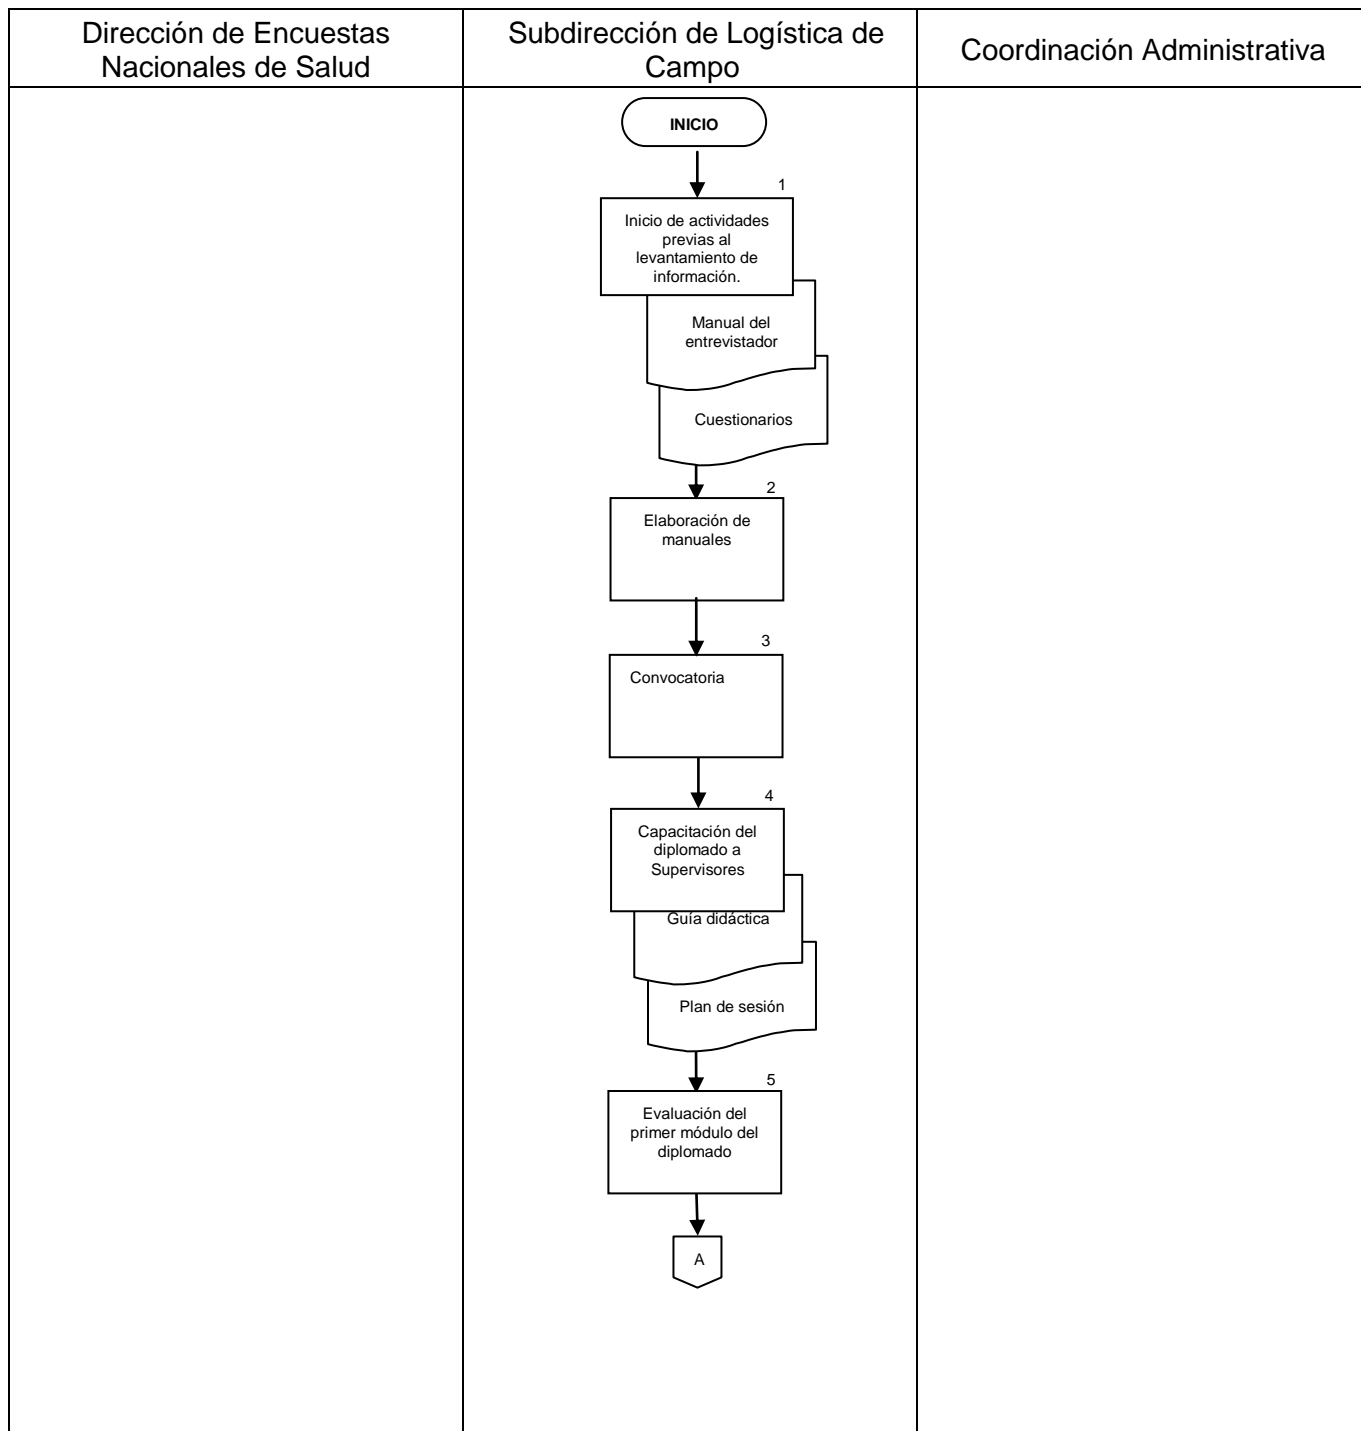 Dirección de Encuestas
Nacionales de Salud
Subdirección de Logística de
Campo
Coordinación Administrativa
INICIO
1
Inicio de actividades
previas al
levantamiento de
información.
Manual del
entrevistador
Cuestionarios
2
Elaboración de
manuales
3
Convocatoria
4
Capacitación del
diplomado a
Supervisores
Guía didáctica
Plan de sesión
5
Evaluación del
primer módulo del
diplomado
A